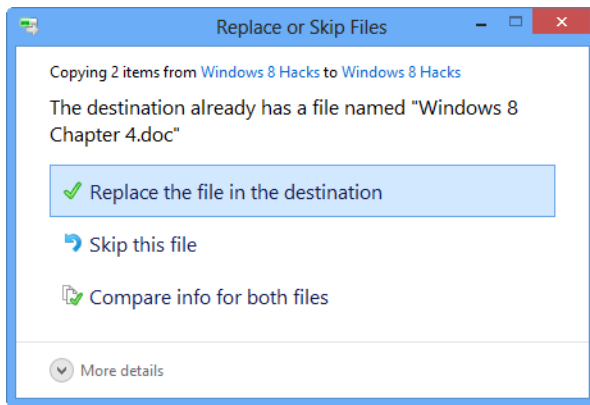 Replace or Skip Files
Copying 2 items from Windows 8 Hacks to Windows 8 Hacks
The destination already has a file named "Windows 8
Chapter 4.doc"
Replace the file in the destination
Skip this file
Compare info for both files
More details